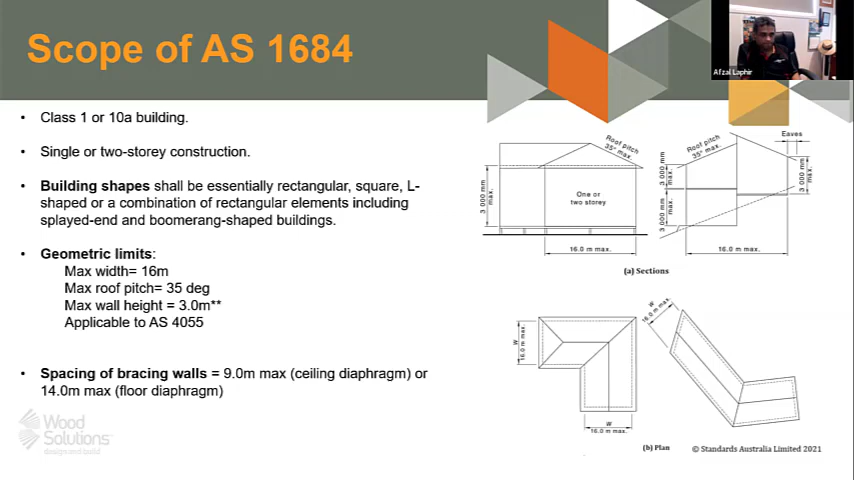 Scope of AS 1684
Afzal Laphir
• Class 1 or 10a building.
• Single or two-storey construction.
• Building shapes shall be essentially rectangular, square, L-
shaped or a combination of rectangular elements including
splayed-end and boomerang-shaped buildings.
• Geometric limits:
Max width= 16m
Max roof pitch= 35 deg
Max wall height = 3.0m**
Applicable to AS 4055
• Spacing of bracing walls = 9.0m max (ceiling diaphragm) or
14.0m max (floor diaphragm)
Wood
Solutions
design and build
Roof pitch
35° max.
3 000 mm
max.
One or
two storey
16.0 m max.
Roof pitch
35° max.
Eaves
3 000 mm
max.
3 000 mm
max.
3 000 mm
max.
16.0 m max.
(a) Sections
W
16.0 m max.
W
16.0 m max.
W
16.0 m max.
(b) Plan
© Standards Australia Limited 2021